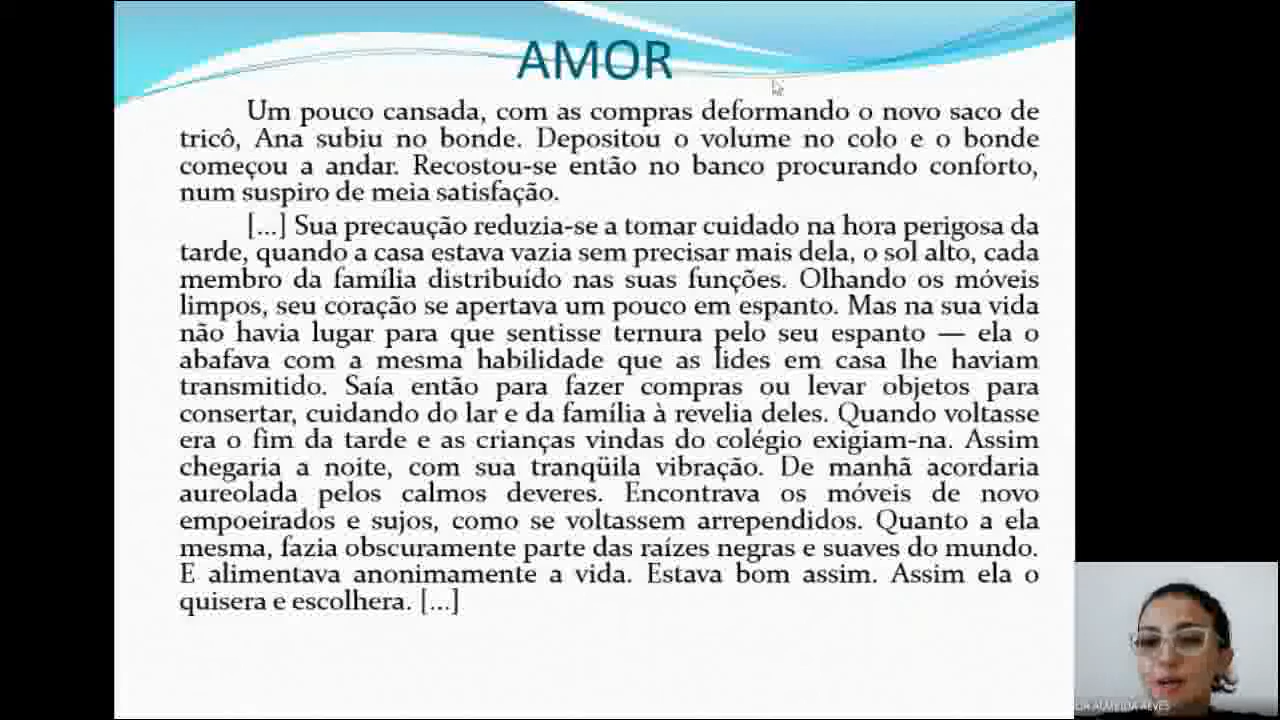 AMOR
Um pouco cansada, com as compras deformando o novo saco de
tricô, Ana subiu no bonde. Depositou o volume no colo e o bonde
começou a andar. Recostou-se então no banco procurando conforto,
num suspiro de meia satisfação.
[...] Sua precaução reduzia-se a tomar cuidado na hora perigosa da
tarde, quando a casa estava vazia sem precisar mais dela, o sol alto, cada
membro da família distribuído nas suas funções. Olhando os móveis
limpos, seu coração se apertava um pouco em espanto. Mas na sua vida
não havia lugar para que sentisse ternura pelo seu espanto — ela o
abafava com a mesma habilidade que as lides em casa lhe haviam
transmitido. Saía então para fazer compras ou levar objetos para
consertar, cuidando do lar e da família à revelia deles. Quando voltasse
era o fim da tarde e as crianças vindas do colégio exigiam-na. Assim
chegaria a noite, com sua tranqüila vibração. De manhã acordaria
aureolada pelos calmos deveres. Encontrava os móveis de novo
empoeirados e sujos, como se voltassem arrependidos. Quanto a ela
mesma, fazia obscuramente parte das raízes negras e suaves do mundo.
E alimentava anonimamente a vida. Estava bom assim. Assim ela o
quisera e escolhera. [...]
ALMEIDA ALVES